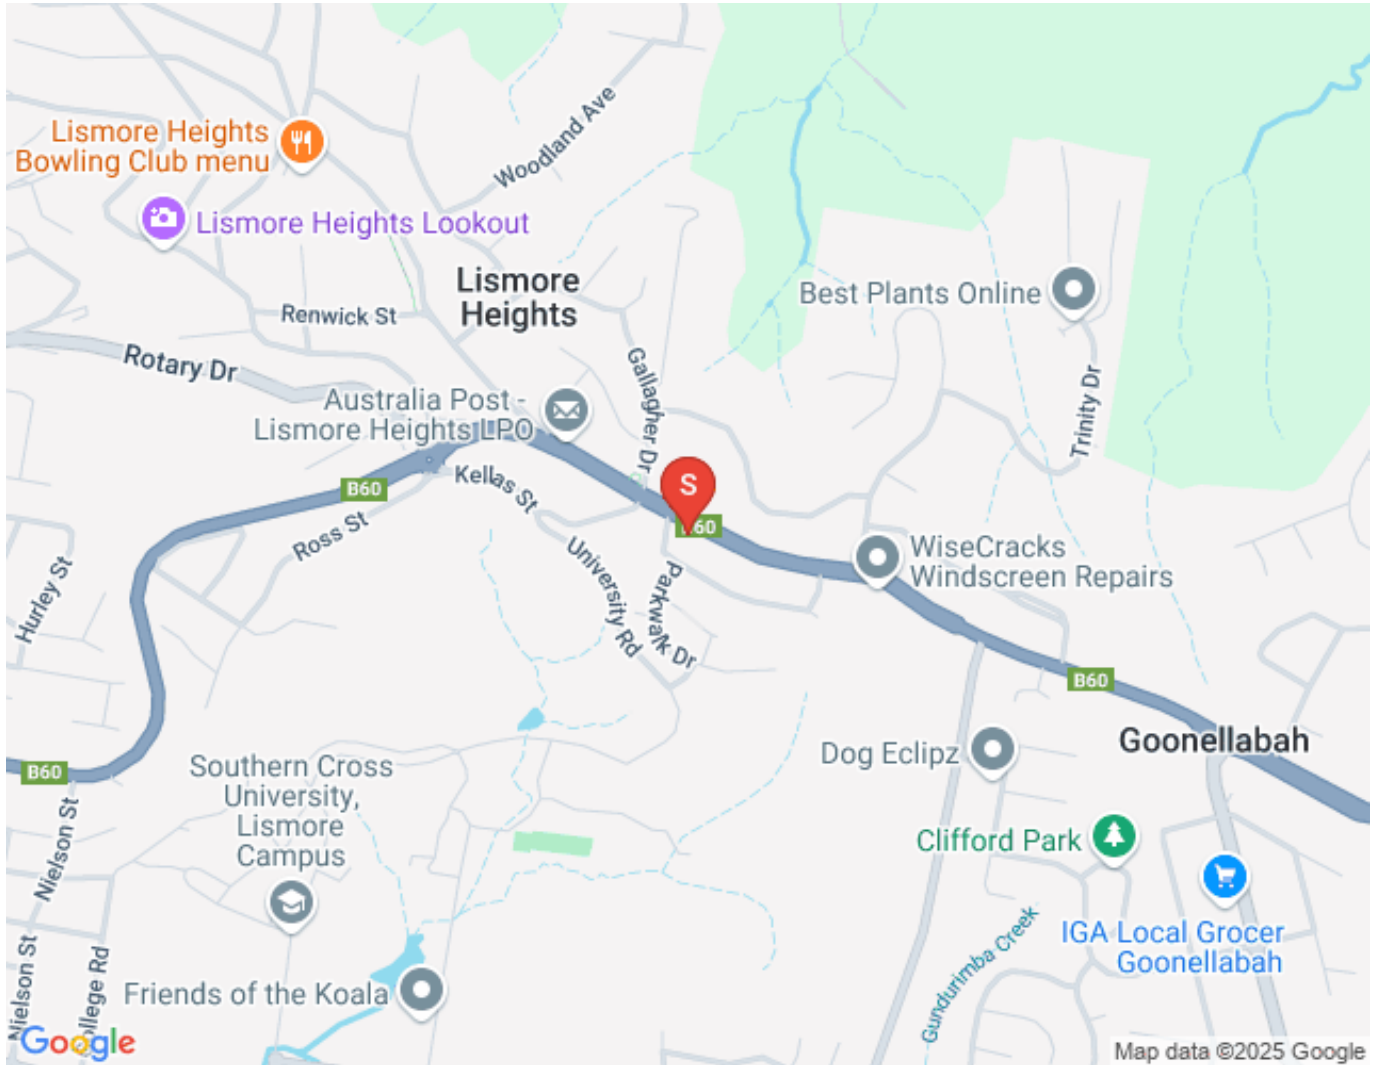 Woodland Ave
Lismore Heights
Bowling Club menu
Lismore Heights Lookout
Lismore
Heights
Best Plants Online
Renwick St
Rotary Dr
Gallagher Dr
Trinity Dr
Australia Post -
Lismore Heights LPO
S
B60
Kellas St
Ross St
University Rd
Parkwalk Dr
WiseCracks
Windscreen Repairs
Hurley St
B60
Goonellabah
Dog Eclipz
B60
Southern Cross
University,
Lismore
Campus
Nielson St
Clifford Park
IGA Local Grocer
Goonellabah
Gundurimba Creek
Friends of the Koala
Nielson St
Google
Map data ©2025 Google